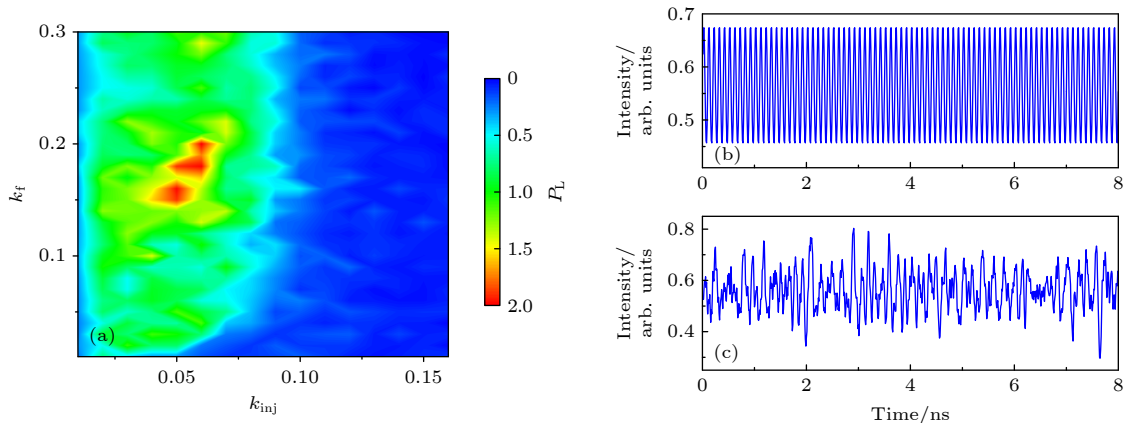 0.3
0.2
0.1
k_f
(a)
0.05
0.10
0.15
k_inj
0
0.5
1.0
1.5
2.0
P_L
0.7
0.6
0.5
Intensity/
arb. units
(b)
0
2
4
6
8
0.8
0.6
0.4
Intensity/
arb. units
(c)
0
2
4
6
8
Time/ns